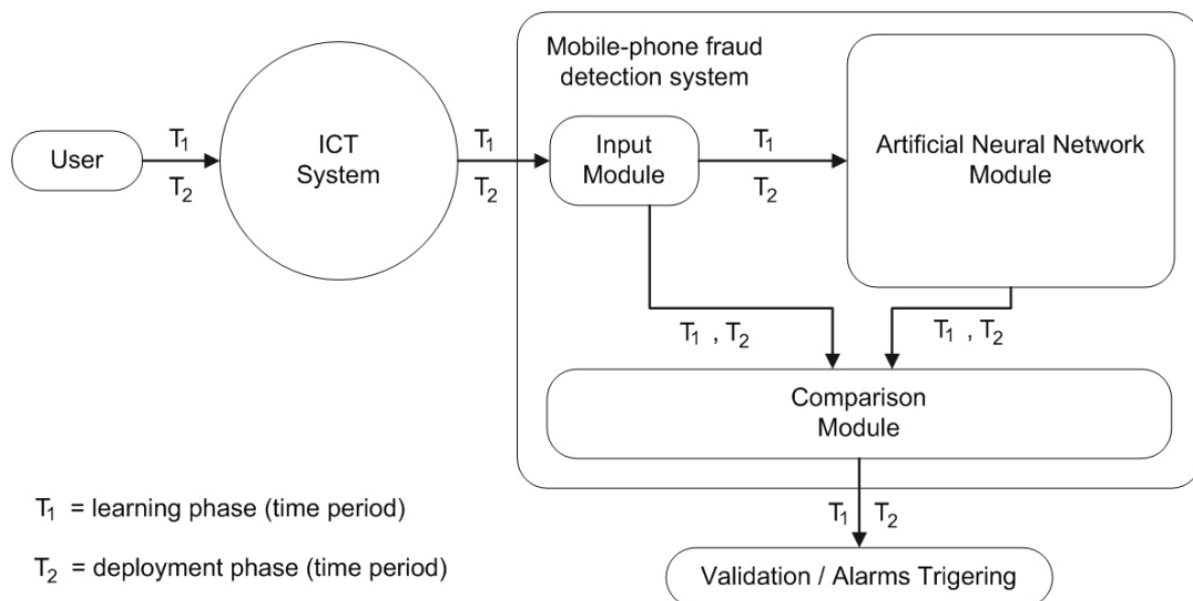 Mobile-phone fraud
detection system
User
T₁
T₂
ICT
System
T₁
T₂
Input
Module
T₁
T₂
Artificial Neural Network
Module
T₁ , T₂
T₁ , T₂
Comparison
Module
T₁ T₂
Validation / Alarms Trigering
T₁ = learning phase (time period)
T₂ = deployment phase (time period)